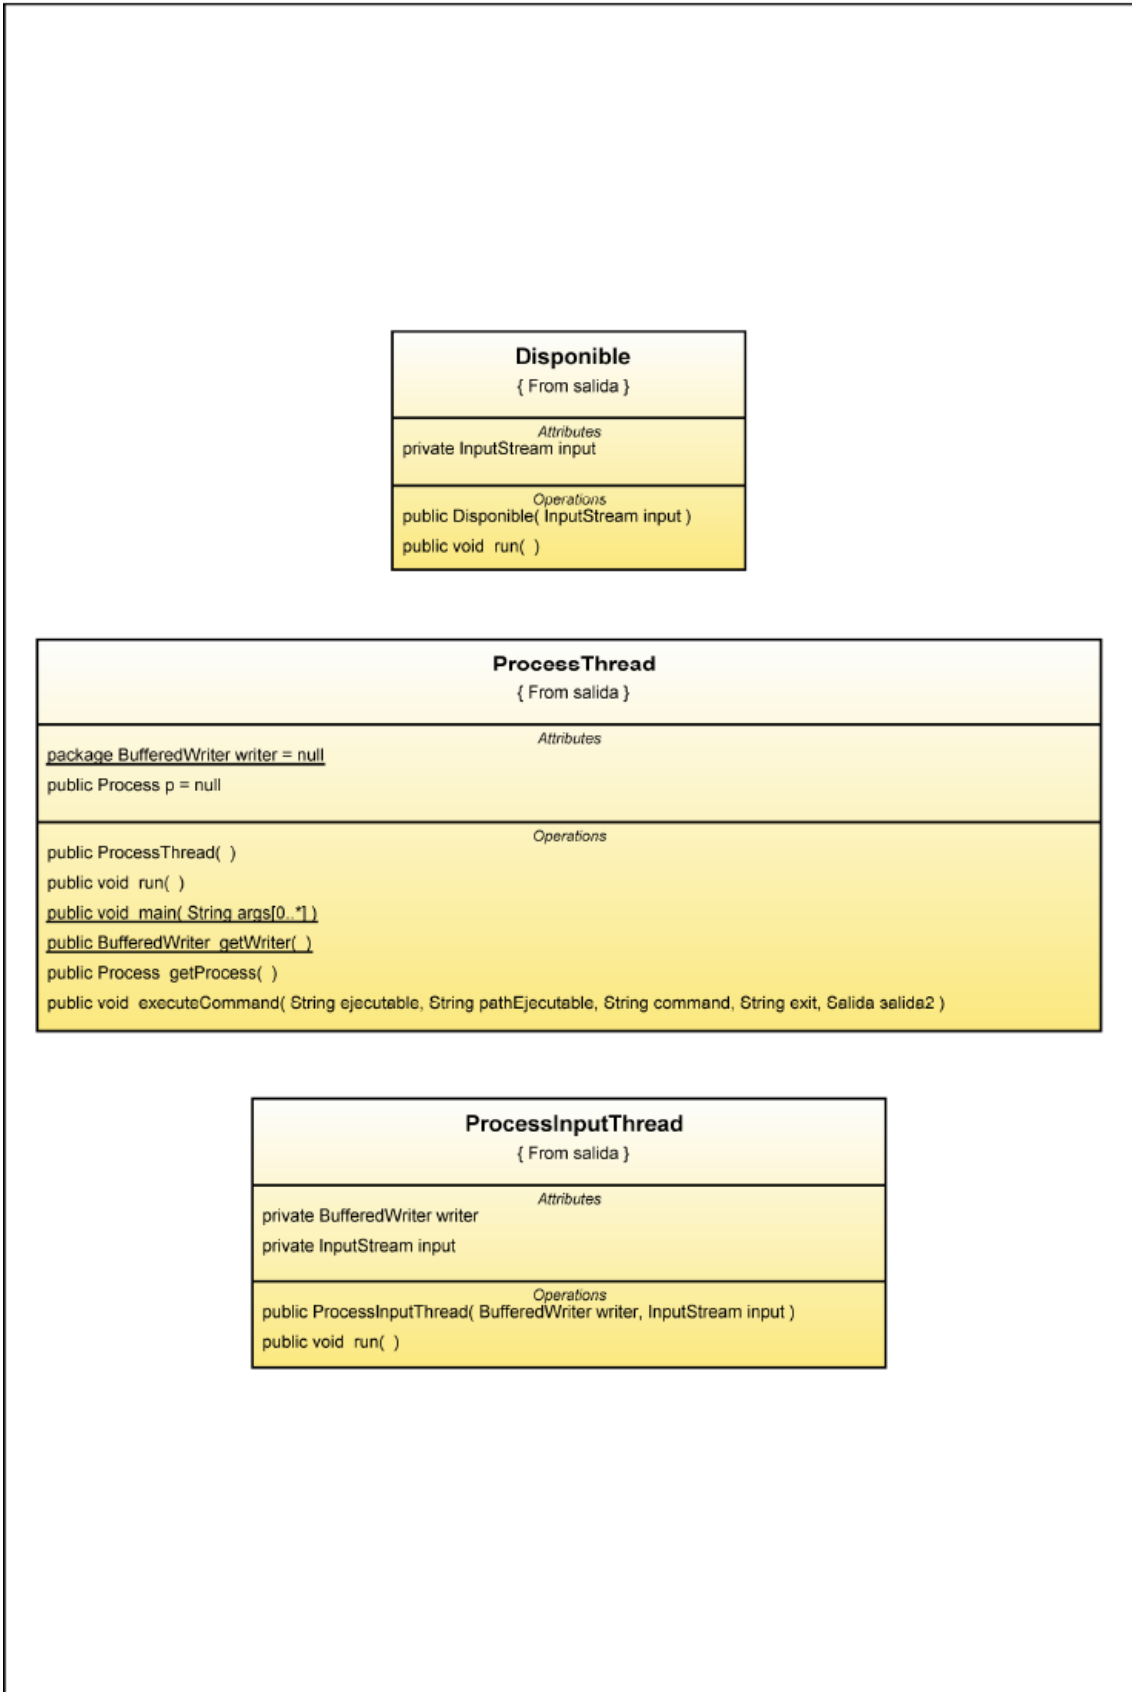 Disponible
{ From salida }
Attributes
private InputStream input
Operations
public Disponible( InputStream input )
public void run( )
ProcessThread
{ From salida }
Attributes
package BufferedWriter writer = null
public Process p = null
Operations
public ProcessThread( )
public void run( )
public void main( String args[0..*] )
public BufferedWriter getWriter( )
public Process getProcess( )
public void executeCommand( String ejecutable, String pathEjecutable, String command, String exit, Salida salida2 )
ProcessInputThread
{ From salida }
Attributes
private BufferedWriter writer
private InputStream input
Operations
public ProcessInputThread( BufferedWriter writer, InputStream input )
public void run( )